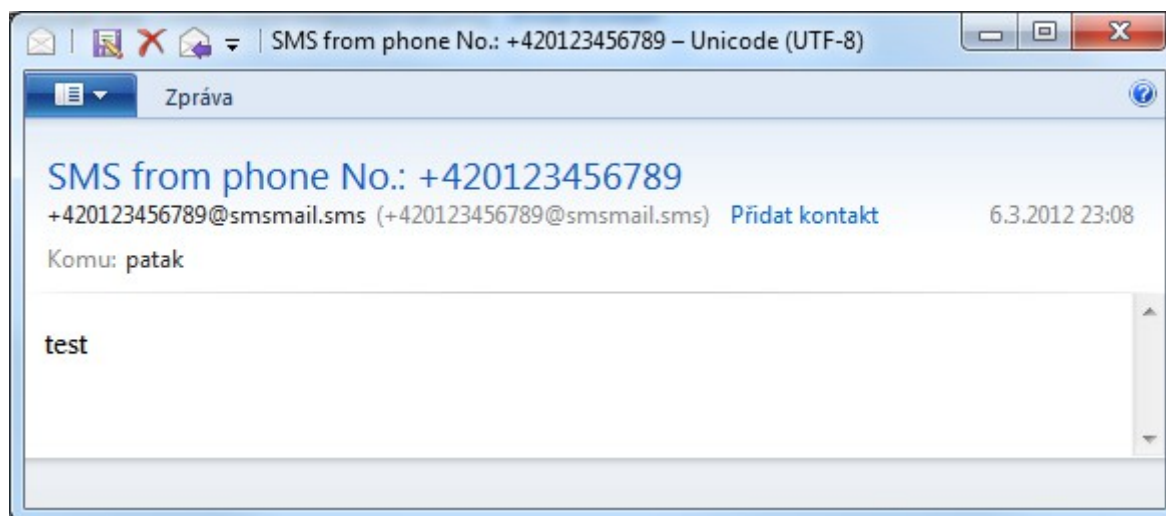 SMS from phone No.: +420123456789 – Unicode (UTF-8)
Zpráva
SMS from phone No.: +420123456789
+420123456789@smsmail.sms (+420123456789@smsmail.sms) Přidat kontakt 6.3.2012 23:08
Komu: patak
test